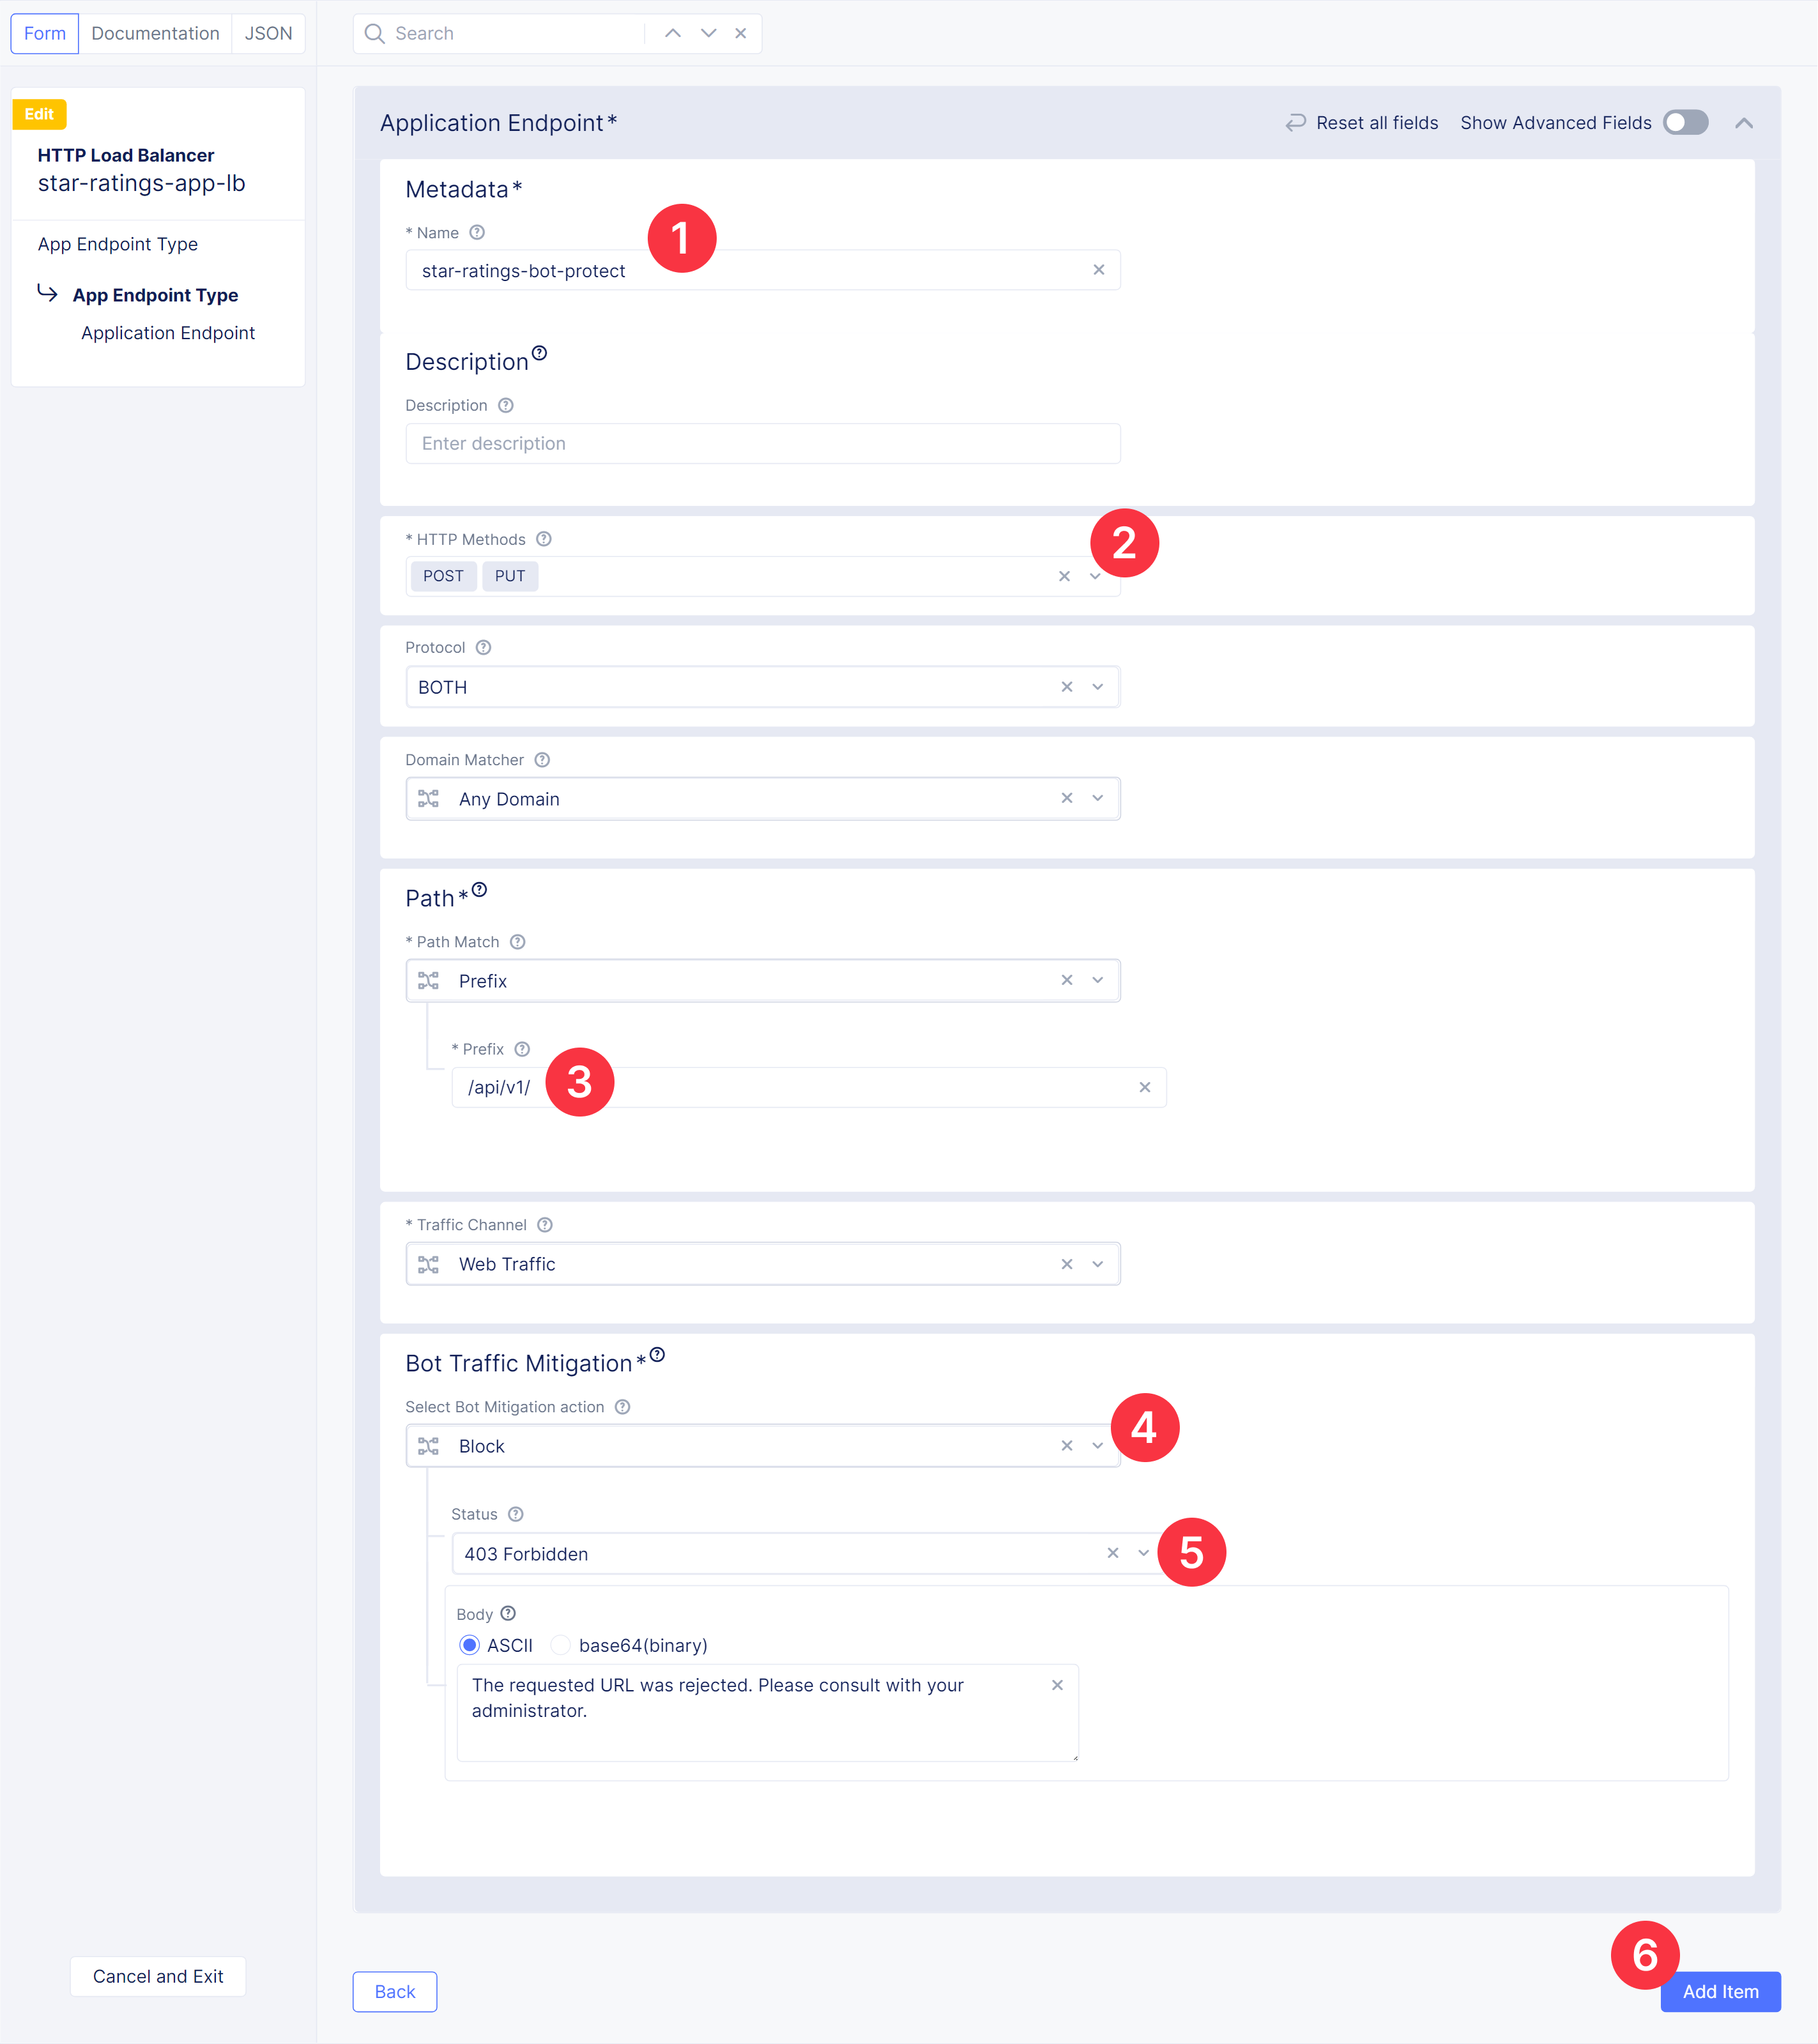 Form
Documentation
JSON
Search
Edit
HTTP Load Balancer
star-ratings-app-lb
App Endpoint Type
App Endpoint Type
Application Endpoint
Application Endpoint*
Reset all fields
Show Advanced Fields
Metadata*
* Name
1
star-ratings-bot-protect
Description
Description
Enter description
* HTTP Methods
2
POST PUT
Protocol
BOTH
Domain Matcher
Any Domain
Path*
* Path Match
Prefix
* Prefix
/api/v1/
3
* Traffic Channel
Web Traffic
Bot Traffic Mitigation*
Select Bot Mitigation action
Block
4
Status
403 Forbidden
5
Body
ASCII base64(binary)
The requested URL was rejected. Please consult with your
administrator.
6
Cancel and Exit
Back
Add Item